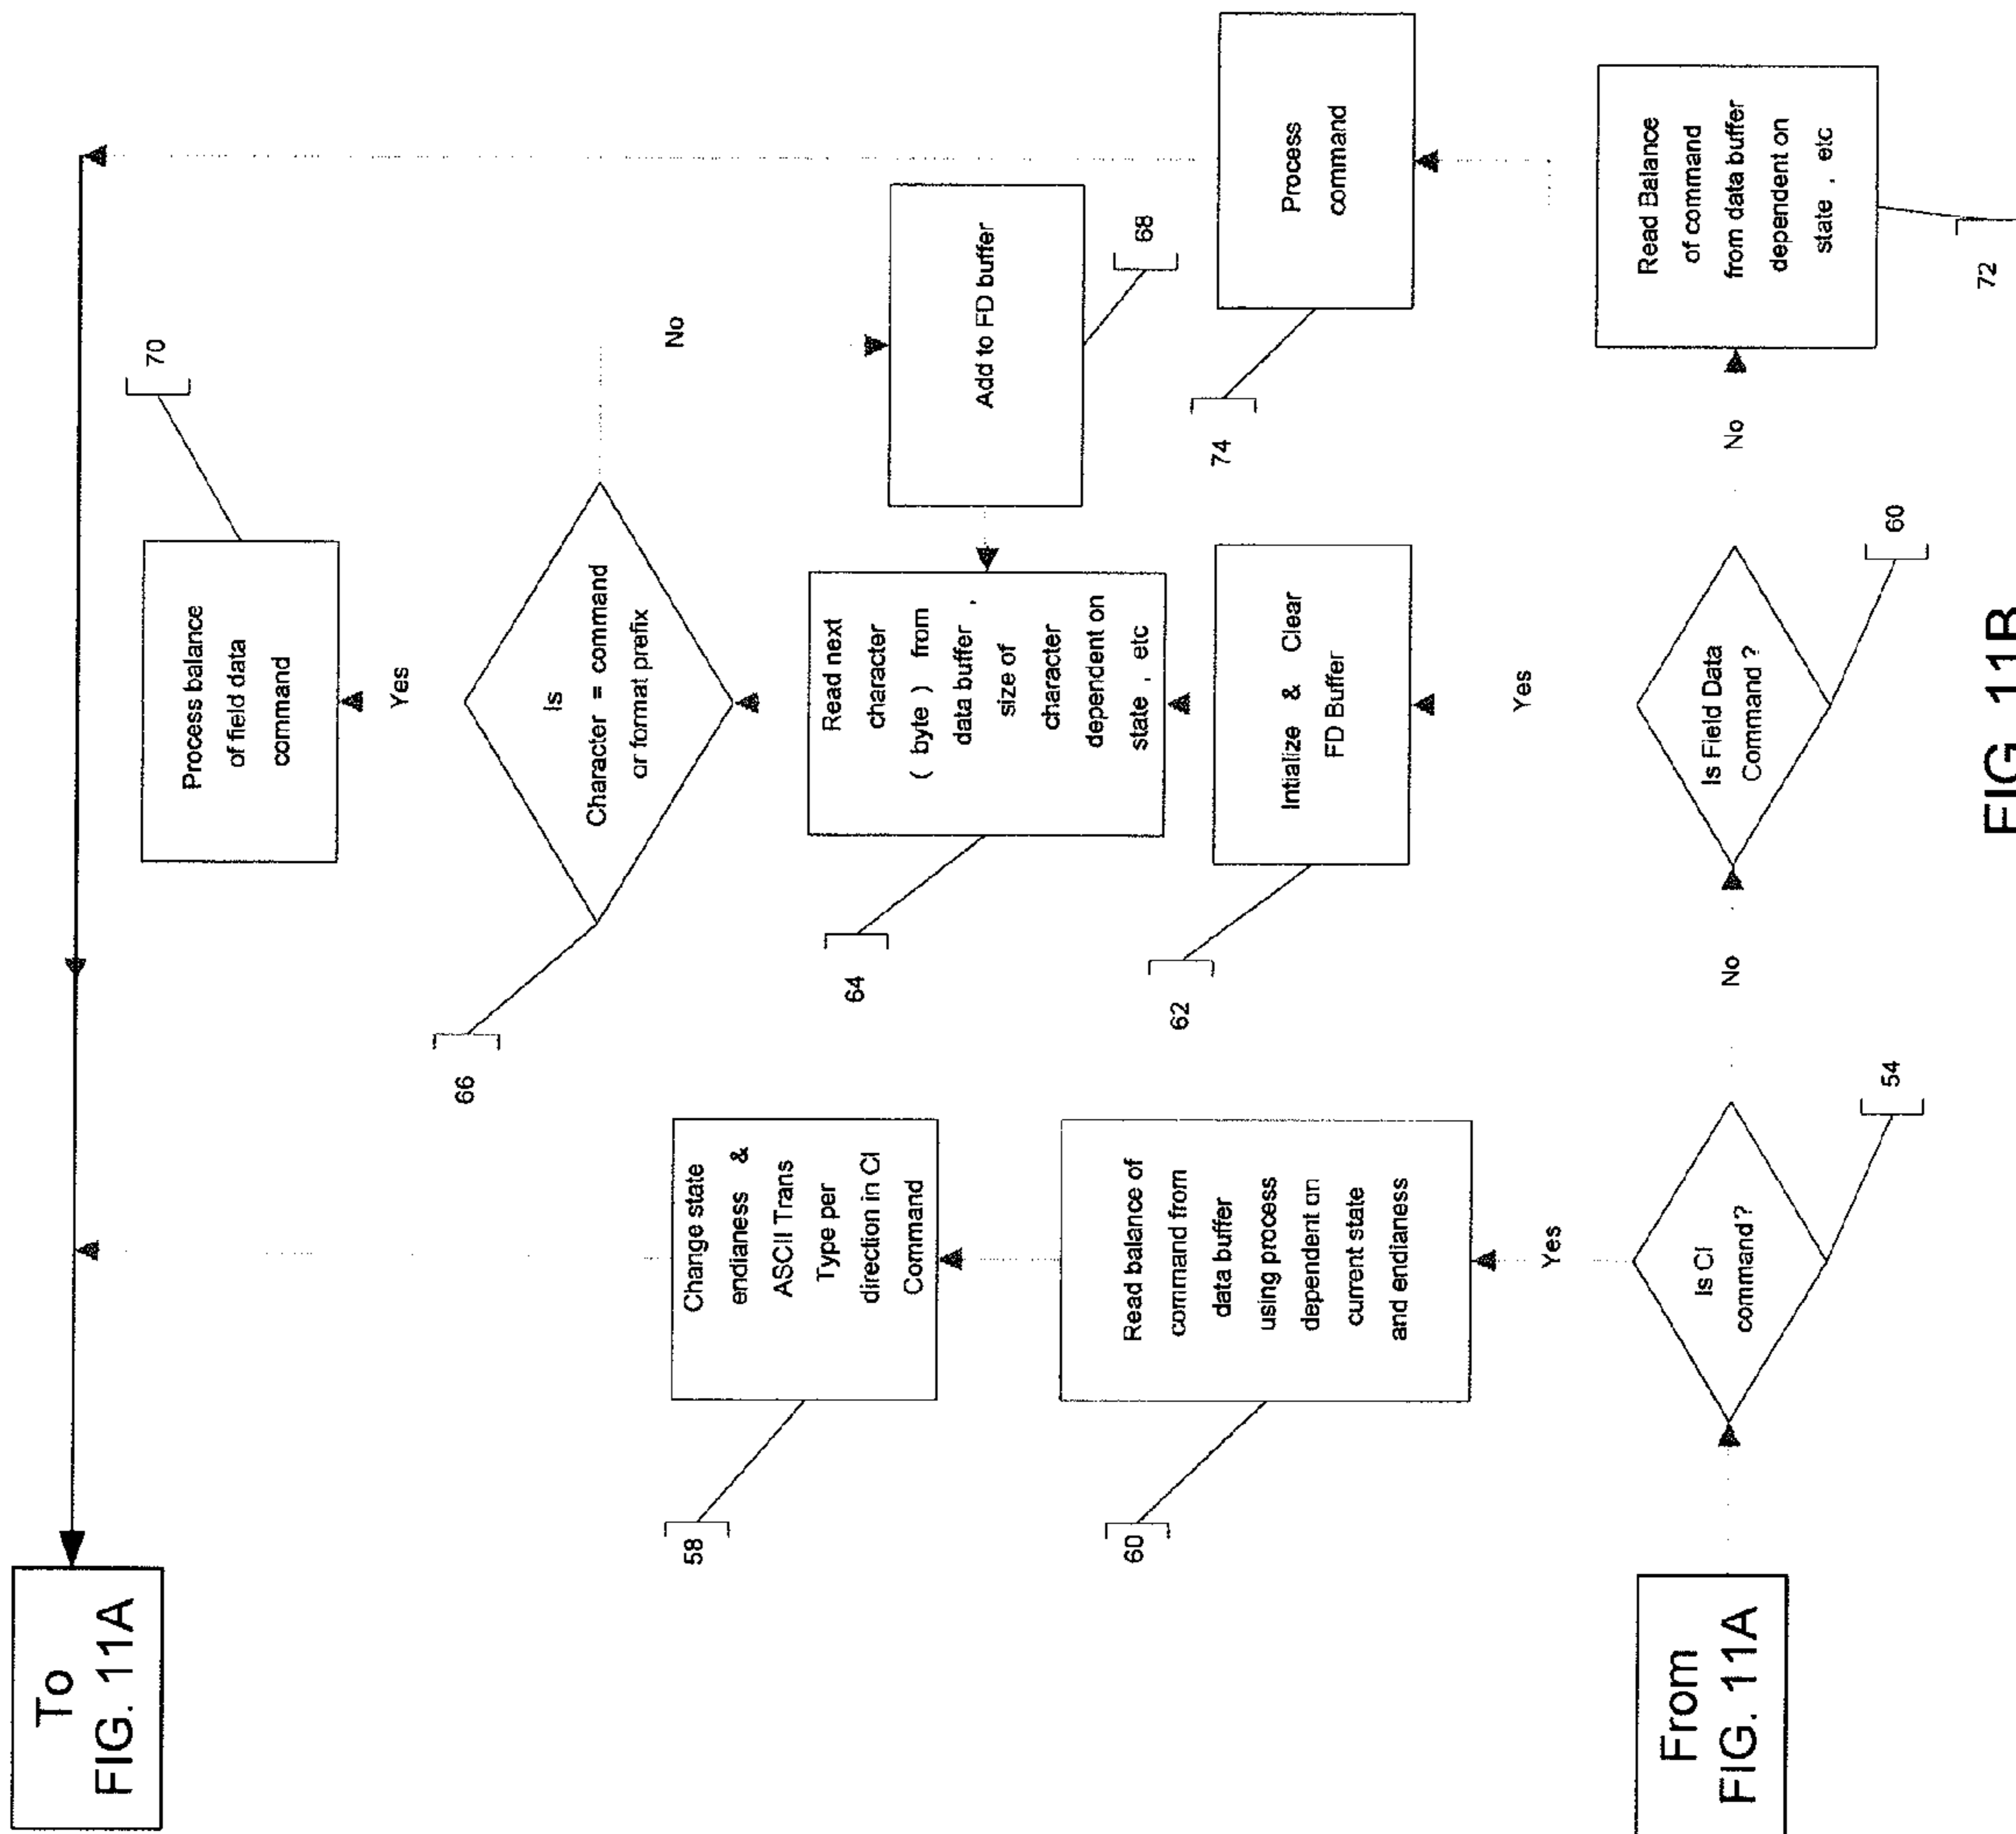 To
FIG. 11A
70
Process balance
of field data
command
Yes
66
Is
Character = command
or format prefix
No
58
Change state
endianess &
ASCII Trans
Type per
direction in CI
Command
64
Read next
character
( byte ) from
data buffer ,
size of
character
dependent on
state , etc
Add to FD buffer
68
60
Read balance of
command from
data buffer
using process
dependent on
current state
and endianess
62
Intialize & Clear
FD Buffer
74
Process
command
Yes
Yes
From
FIG. 11A
Is CI
command?
54
No
Is Field Data
Command ?
60
No
Read Balance
of command
from data buffer
dependent on
state , etc
72
FIG. 11B